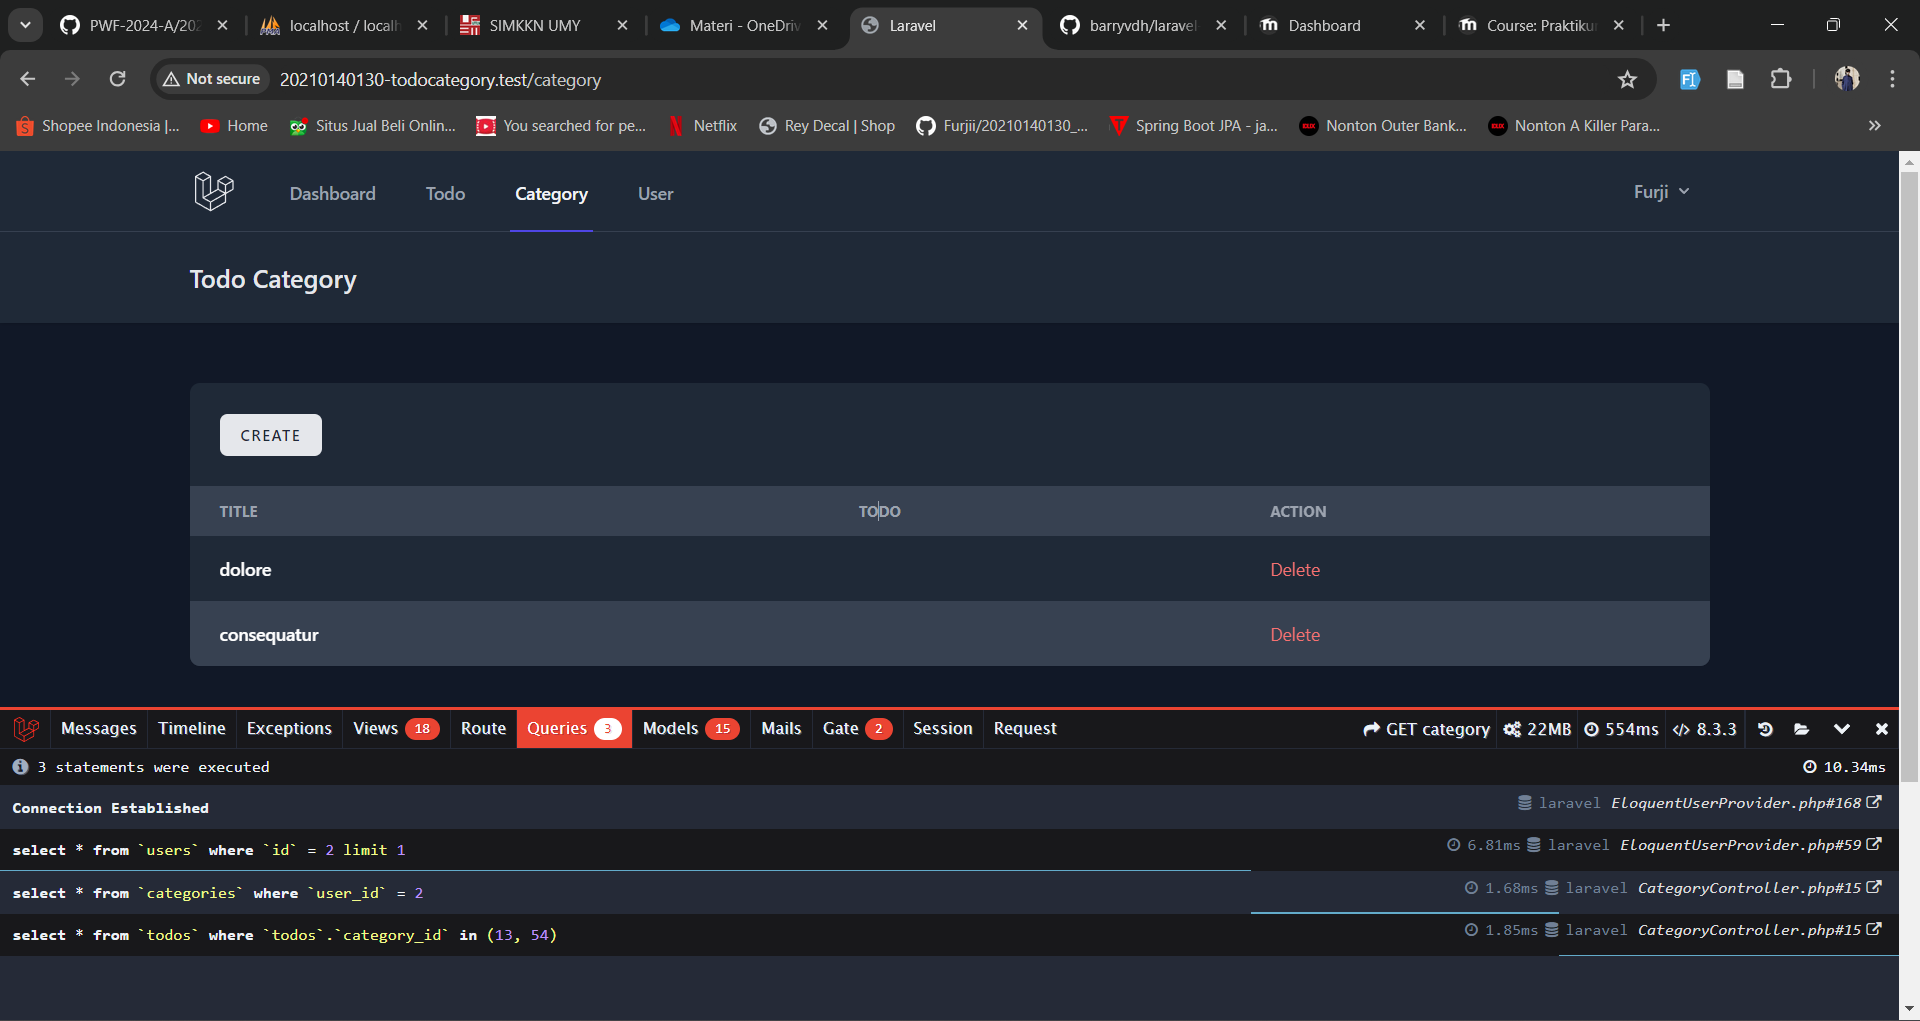 PWF-2024-A/202
localhost / localh
SIMKKN UMY
Materi - OneDriv
Laravel
barryvdh/laravel
Dashboard
Course: Praktiku
Not secure
20210140130-todocategory.test/category
Shopee Indonesia |...
Home
Situs Jual Beli Onlin...
You searched for pe...
Netflix
Rey Decal | Shop
Furjii/20210140130_...
Spring Boot JPA - ja...
Nonton Outer Bank...
Nonton A Killer Para...
Dashboard
Todo
Category
User
Furji
Todo Category
CREATE
TITLE TODO ACTION
dolore Delete
consequatur Delete
Messages Timeline Exceptions Views 18 Route Queries 3 Models 15 Mails Gate 2 Session Request GET category 22MB 554ms 8.3.3
3 statements were executed 10.34ms
Connection Established laravel EloquentUserProvider.php#168
select * from `users` where `id` = 2 limit 1 6.81ms laravel EloquentUserProvider.php#59
select * from `categories` where `user_id` = 2 1.68ms laravel CategoryController.php#15
select * from `todos` where `todos`.`category_id` in (13, 54) 1.85ms laravel CategoryController.php#15